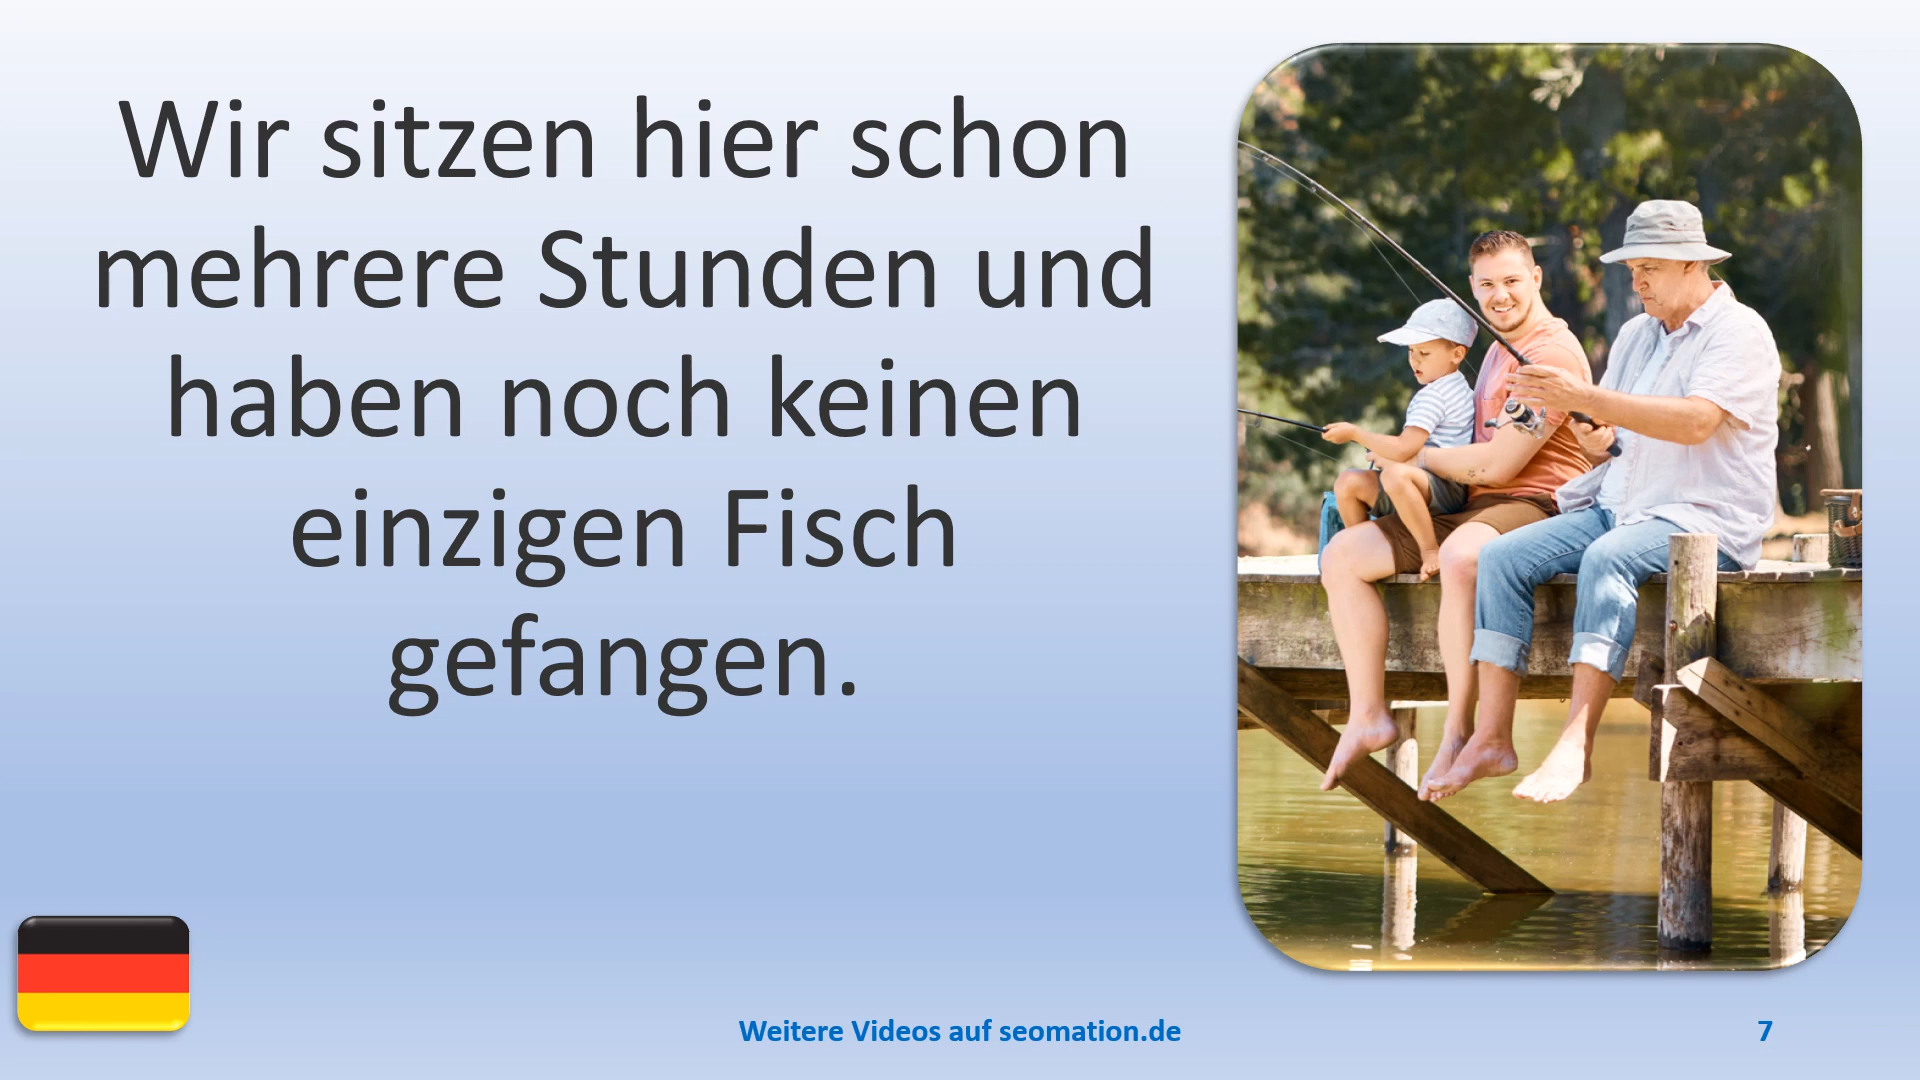 Wir sitzen hier schon
mehrere Stunden und
haben noch keinen
einzigen Fisch
gefangen.
Weitere Videos auf seomation.de
7